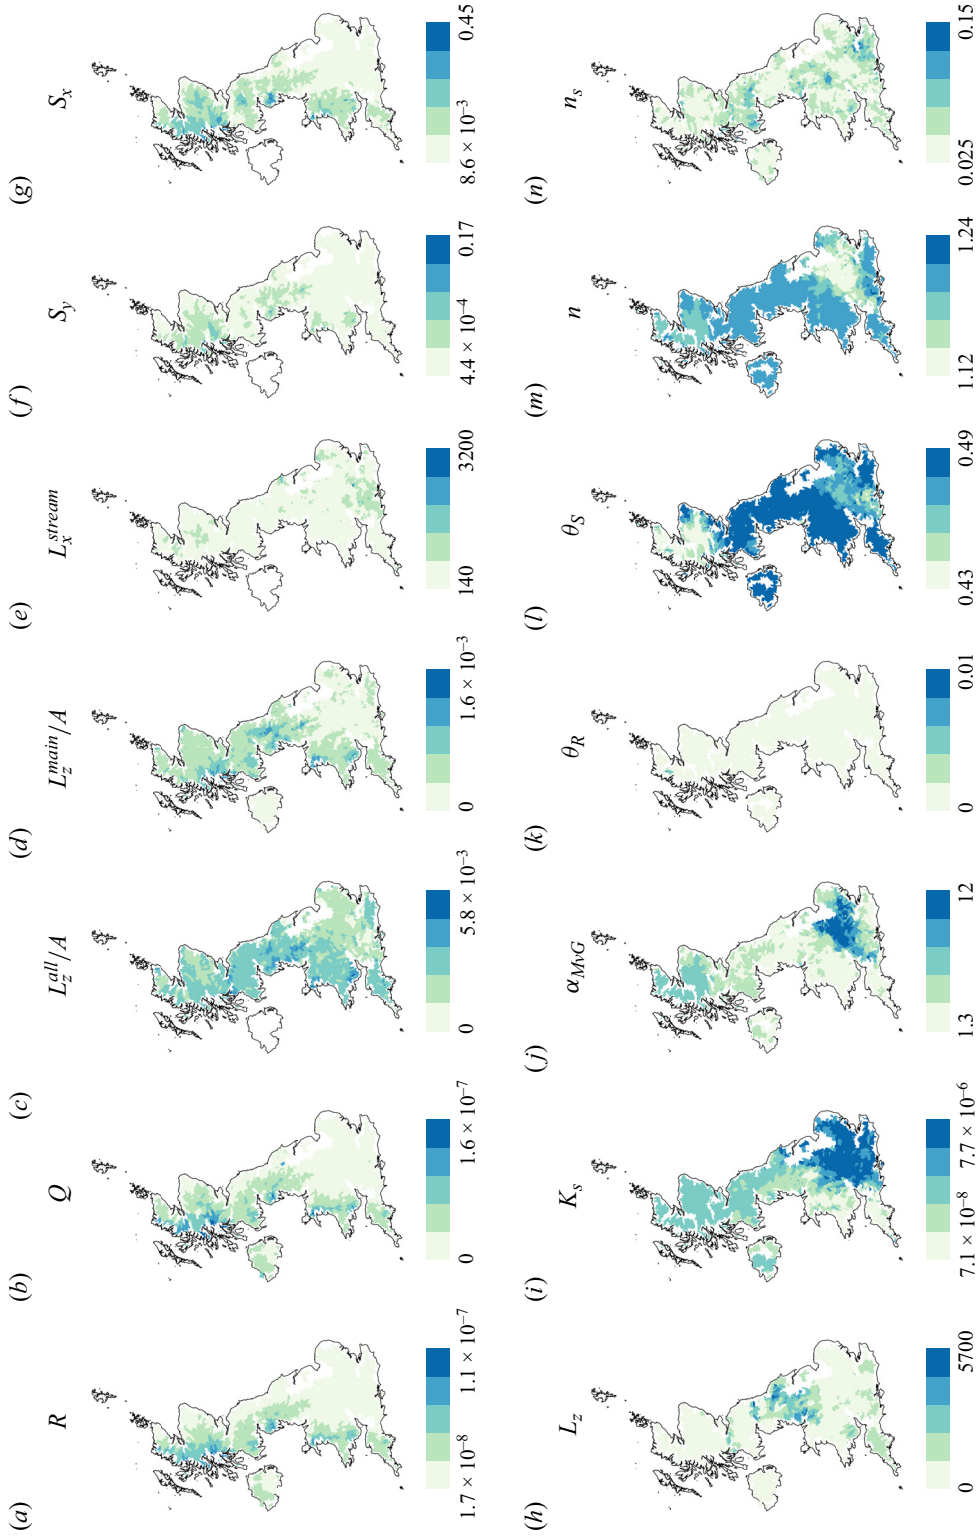 (a)
R
1.7 × 10⁻⁸ 1.1 × 10⁻⁷
(b)
Q
0 1.6 × 10⁻⁷
(c)
L_z^{all}/A
0 5.8 × 10⁻³
(d)
L_z^{main}/A
0 1.6 × 10⁻³
(e)
L_x^{stream}
140 3200
(f)
S_y
4.4 × 10⁻⁴ 0.17
(g)
S_x
8.6 × 10⁻³ 0.45
(h)
L_z
0 5700
(i)
K_s
7.1 × 10⁻⁸ 7.7 × 10⁻⁶
(j)
α_{MvG}
1.3 12
(k)
θ_R
0 0.01
(l)
θ_S
0.43 0.49
(m)
n
1.12 1.24
(n)
n_s
0.025 0.15